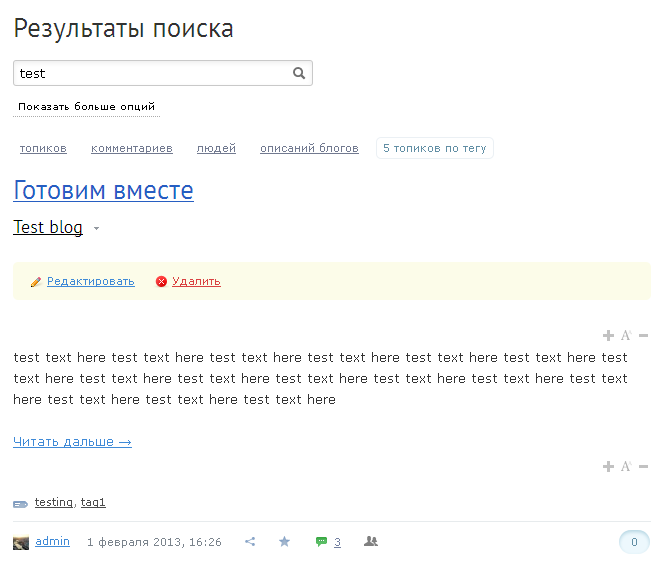 Результаты поиска
test
Показать больше опций
топиков комментариев людей описаний блогов 5 топиков по тегу
Готовим вместе
Test blog
Редактировать Удалить
+ A −
test text here test text here test text here test text here test text here test text here test
text here test text here test text here test text here test text here test text here test text
here test text here test text here test text here
Читать дальше →
+ A −
testing, tag1
admin 1 февраля 2013, 16:26 3 0